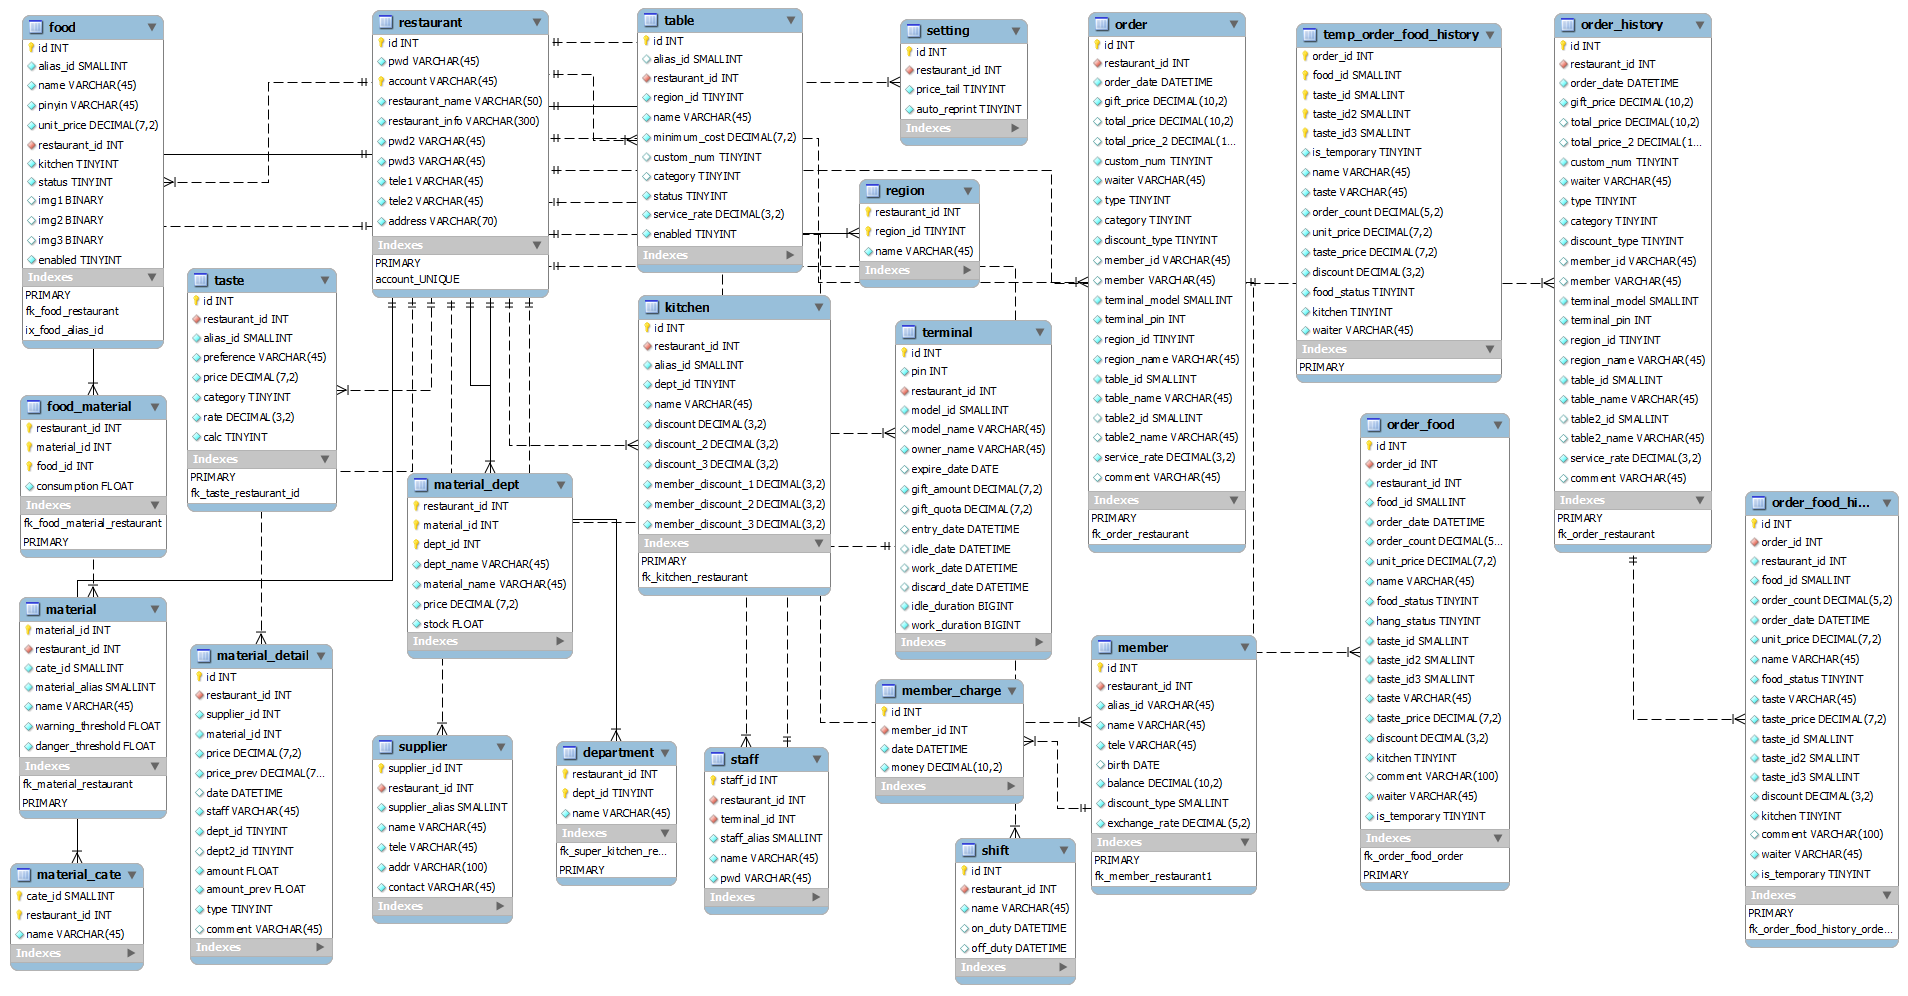 food
id INT
alias_id SMALLINT
name VARCHAR(45)
pinyin VARCHAR(45)
unit_price DECIMAL(7,2)
restaurant_id INT
kitchen TINYINT
status TINYINT
img1 BINARY
img2 BINARY
img3 BINARY
enabled TINYINT
Indexes
PRIMARY
fk_food_restaurant
ix_food_alias_id
restaurant
id INT
pwd VARCHAR(45)
account VARCHAR(45)
restaurant_name VARCHAR(50)
restaurant_info VARCHAR(300)
pwd2 VARCHAR(45)
pwd3 VARCHAR(45)
tele1 VARCHAR(45)
tele2 VARCHAR(45)
address VARCHAR(70)
Indexes
PRIMARY
account_UNIQUE
table
id INT
alias_id SMALLINT
restaurant_id INT
region_id TINYINT
name VARCHAR(45)
minimum_cost DECIMAL(7,2)
custom_num TINYINT
category TINYINT
status TINYINT
service_rate DECIMAL(3,2)
enabled TINYINT
Indexes
setting
id INT
restaurant_id INT
price_tail TINYINT
auto_reprint TINYINT
Indexes
region
restaurant_id INT
region_id TINYINT
name VARCHAR(45)
Indexes
order
id INT
restaurant_id INT
order_date DATETIME
gift_price DECIMAL(10,2)
total_price DECIMAL(10,2)
total_price_2 DECIMAL(1...
custom_num TINYINT
waiter VARCHAR(45)
type TINYINT
category TINYINT
discount_type TINYINT
member_id VARCHAR(45)
member VARCHAR(45)
terminal_model SMALLINT
terminal_pin INT
region_id TINYINT
region_name VARCHAR(45)
table_id SMALLINT
table_name VARCHAR(45)
table2_id SMALLINT
table2_name VARCHAR(45)
service_rate DECIMAL(3,2)
comment VARCHAR(45)
Indexes
PRIMARY
fk_order_restaurant
temp_order_food_history
order_id INT
food_id SMALLINT
taste_id SMALLINT
taste_id2 SMALLINT
taste_id3 SMALLINT
is_temporary TINYINT
name VARCHAR(45)
taste VARCHAR(45)
order_count DECIMAL(5,2)
unit_price DECIMAL(7,2)
taste_price DECIMAL(7,2)
discount DECIMAL(3,2)
food_status TINYINT
kitchen TINYINT
waiter VARCHAR(45)
Indexes
PRIMARY
order_history
id INT
restaurant_id INT
order_date DATETIME
gift_price DECIMAL(10,2)
total_price DECIMAL(10,2)
total_price_2 DECIMAL(1...
custom_num TINYINT
waiter VARCHAR(45)
type TINYINT
category TINYINT
discount_type TINYINT
member_id VARCHAR(45)
member VARCHAR(45)
terminal_model SMALLINT
terminal_pin INT
region_id TINYINT
region_name VARCHAR(45)
table_id SMALLINT
table_name VARCHAR(45)
table2_id SMALLINT
table2_name VARCHAR(45)
service_rate DECIMAL(3,2)
comment VARCHAR(45)
Indexes
PRIMARY
fk_order_restaurant
taste
id INT
restaurant_id INT
alias_id SMALLINT
preference VARCHAR(45)
price DECIMAL(7,2)
category TINYINT
rate DECIMAL(3,2)
calc TINYINT
Indexes
PRIMARY
fk_taste_restaurant_id
kitchen
id INT
restaurant_id INT
alias_id SMALLINT
dept_id TINYINT
name VARCHAR(45)
discount DECIMAL(3,2)
discount_2 DECIMAL(3,2)
discount_3 DECIMAL(3,2)
member_discount_1 DECIMAL(3,2)
member_discount_2 DECIMAL(3,2)
member_discount_3 DECIMAL(3,2)
Indexes
PRIMARY
fk_kitchen_restaurant
terminal
id INT
pin INT
restaurant_id INT
model_id SMALLINT
model_name VARCHAR(45)
owner_name VARCHAR(45)
expire_date DATE
gift_amount DECIMAL(7,2)
gift_quota DECIMAL(7,2)
entry_date DATETIME
idle_date DATETIME
work_date DATETIME
discard_date DATETIME
idle_duration BIGINT
work_duration BIGINT
Indexes
food_material
restaurant_id INT
material_id INT
food_id INT
consumption FLOAT
Indexes
fk_food_material_restaurant
PRIMARY
material_dept
restaurant_id INT
material_id INT
dept_id INT
dept_name VARCHAR(45)
material_name VARCHAR(45)
price DECIMAL(7,2)
stock FLOAT
Indexes
order_food
id INT
order_id INT
restaurant_id INT
food_id SMALLINT
order_date DATETIME
order_count DECIMAL(5...
unit_price DECIMAL(7,2)
name VARCHAR(45)
food_status TINYINT
hang_status TINYINT
taste_id SMALLINT
taste_id2 SMALLINT
taste_id3 SMALLINT
taste VARCHAR(45)
taste_price DECIMAL(7,2)
discount DECIMAL(3,2)
kitchen TINYINT
comment VARCHAR(100)
waiter VARCHAR(45)
is_temporary TINYINT
Indexes
fk_order_food_order
PRIMARY
order_food_hi...
id INT
order_id INT
restaurant_id INT
food_id SMALLINT
order_count DECIMAL(5,2)
order_date DATETIME
unit_price DECIMAL(7,2)
name VARCHAR(45)
food_status TINYINT
taste VARCHAR(45)
taste_price DECIMAL(7,2)
taste_id SMALLINT
taste_id2 SMALLINT
taste_id3 SMALLINT
discount DECIMAL(3,2)
kitchen TINYINT
comment VARCHAR(100)
waiter VARCHAR(45)
is_temporary TINYINT
Indexes
PRIMARY
fk_order_food_history_orde...
material
material_id INT
restaurant_id INT
cate_id SMALLINT
material_alias SMALLINT
name VARCHAR(45)
warning_threshold FLOAT
danger_threshold FLOAT
Indexes
fk_material_restaurant
PRIMARY
material_detail
id INT
restaurant_id INT
supplier_id INT
material_id INT
price DECIMAL(7,2)
price_prev DECIMAL(7...
date DATETIME
staff VARCHAR(45)
dept_id TINYINT
dept2_id TINYINT
amount FLOAT
amount_prev FLOAT
type TINYINT
comment VARCHAR(45)
Indexes
member
id INT
restaurant_id INT
alias_id VARCHAR(45)
name VARCHAR(45)
tele VARCHAR(45)
birth DATE
balance DECIMAL(10,2)
discount_type SMALLINT
exchange_rate DECIMAL(5,2)
Indexes
PRIMARY
fk_member_restaurant1
member_charge
id INT
member_id INT
date DATETIME
money DECIMAL(10,2)
Indexes
supplier
supplier_id INT
restaurant_id INT
supplier_alias SMALLINT
name VARCHAR(45)
tele VARCHAR(45)
addr VARCHAR(100)
contact VARCHAR(45)
Indexes
department
restaurant_id INT
dept_id TINYINT
name VARCHAR(45)
Indexes
fk_super_kitchen_re...
PRIMARY
staff
staff_id INT
restaurant_id INT
terminal_id INT
staff_alias SMALLINT
name VARCHAR(45)
pwd VARCHAR(45)
Indexes
shift
id INT
restaurant_id INT
name VARCHAR(45)
on_duty DATETIME
off_duty DATETIME
Indexes
material_cate
cate_id SMALLINT
restaurant_id INT
name VARCHAR(45)
Indexes